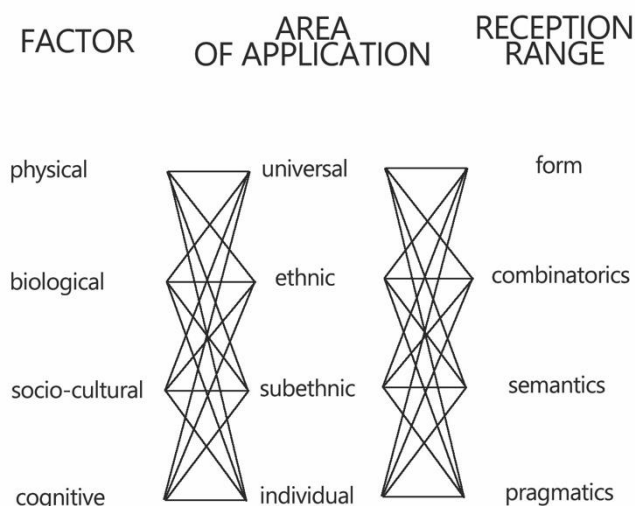 FACTOR
AREA
OF APPLICATION
RECEPTION
RANGE
physical
universal
form
biological
ethnic
combinatorics
socio-cultural
subethnic
semantics
cognitive
individual
pragmatics